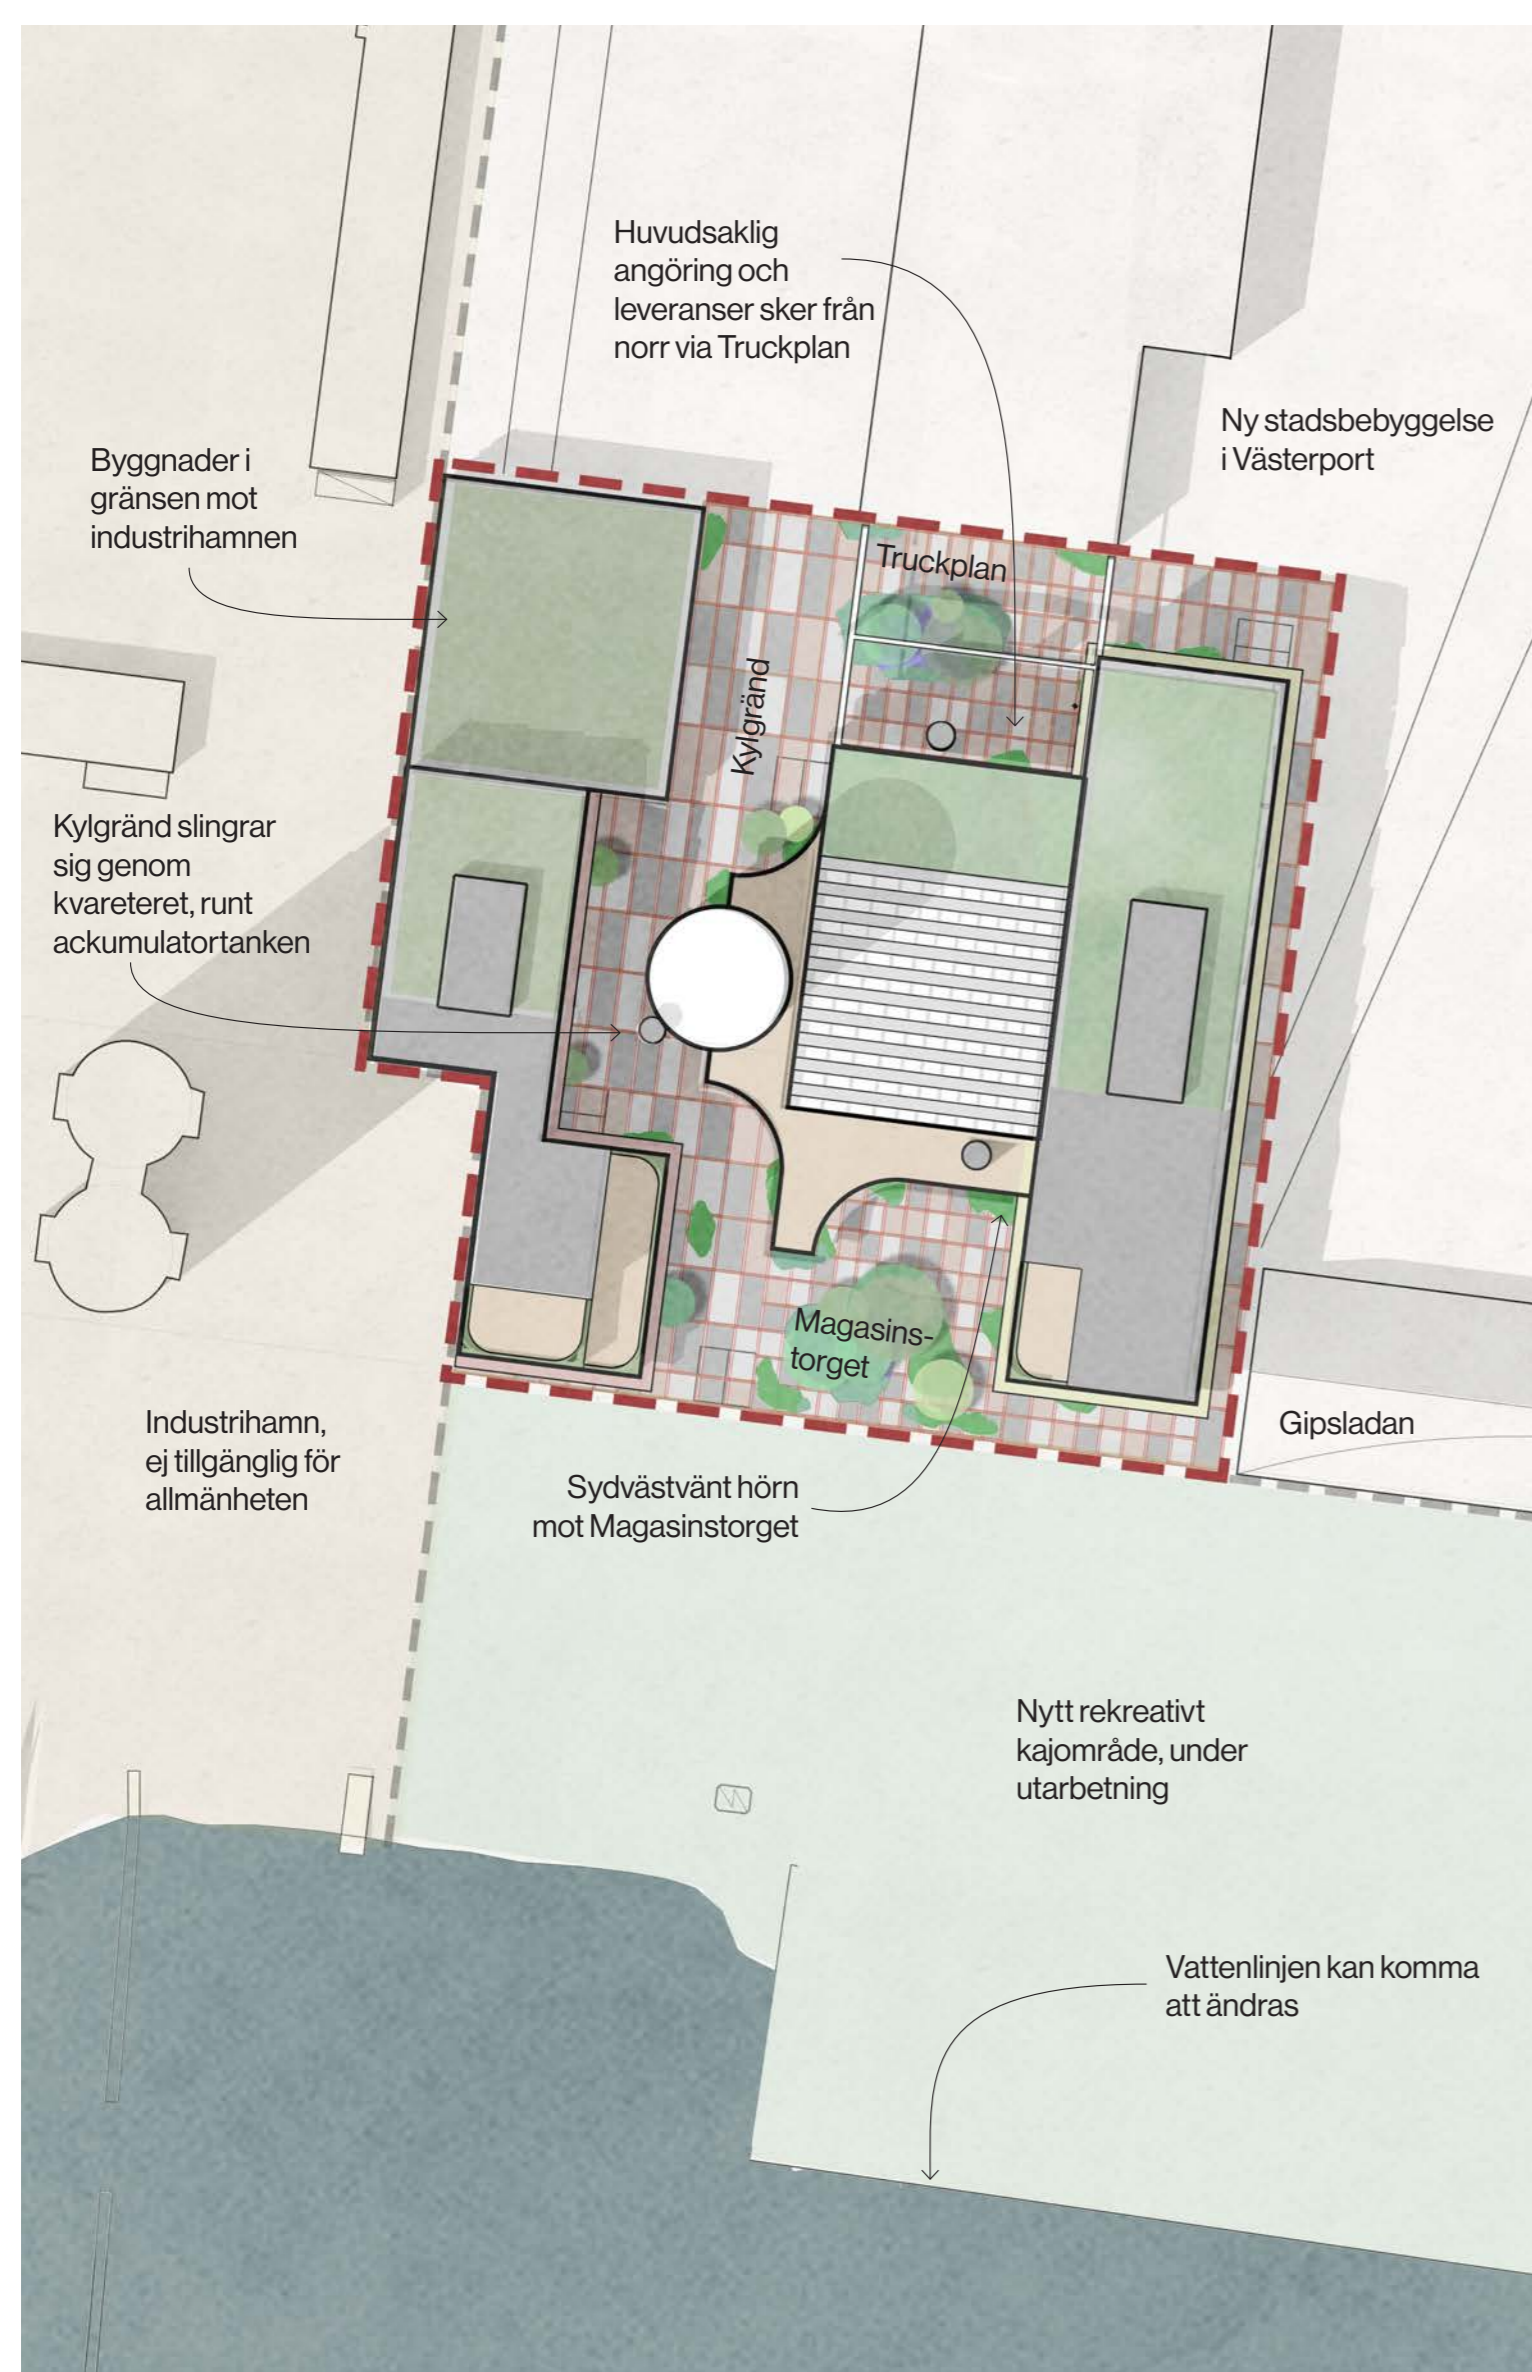 Huvudsaklig
angöring och
leveranser sker från
norr via Truckplan
Ny stadsbebyggelse
i Västerport
Byggnader i
gränsen mot
industrihamnen
Truckplan
Kylgränd
Kylgränd slingrar
sig genom
kvareteret, runt
ackumulatortanken
Magasins-
torget
Industrihamn,
ej tillgänglig för
allmänheten
Gipsladan
Sydvästvänt hörn
mot Magasinstorget
Nytt rekreativt
kajområde, under
utarbetning
Vattenlinjen kan komma
att ändras